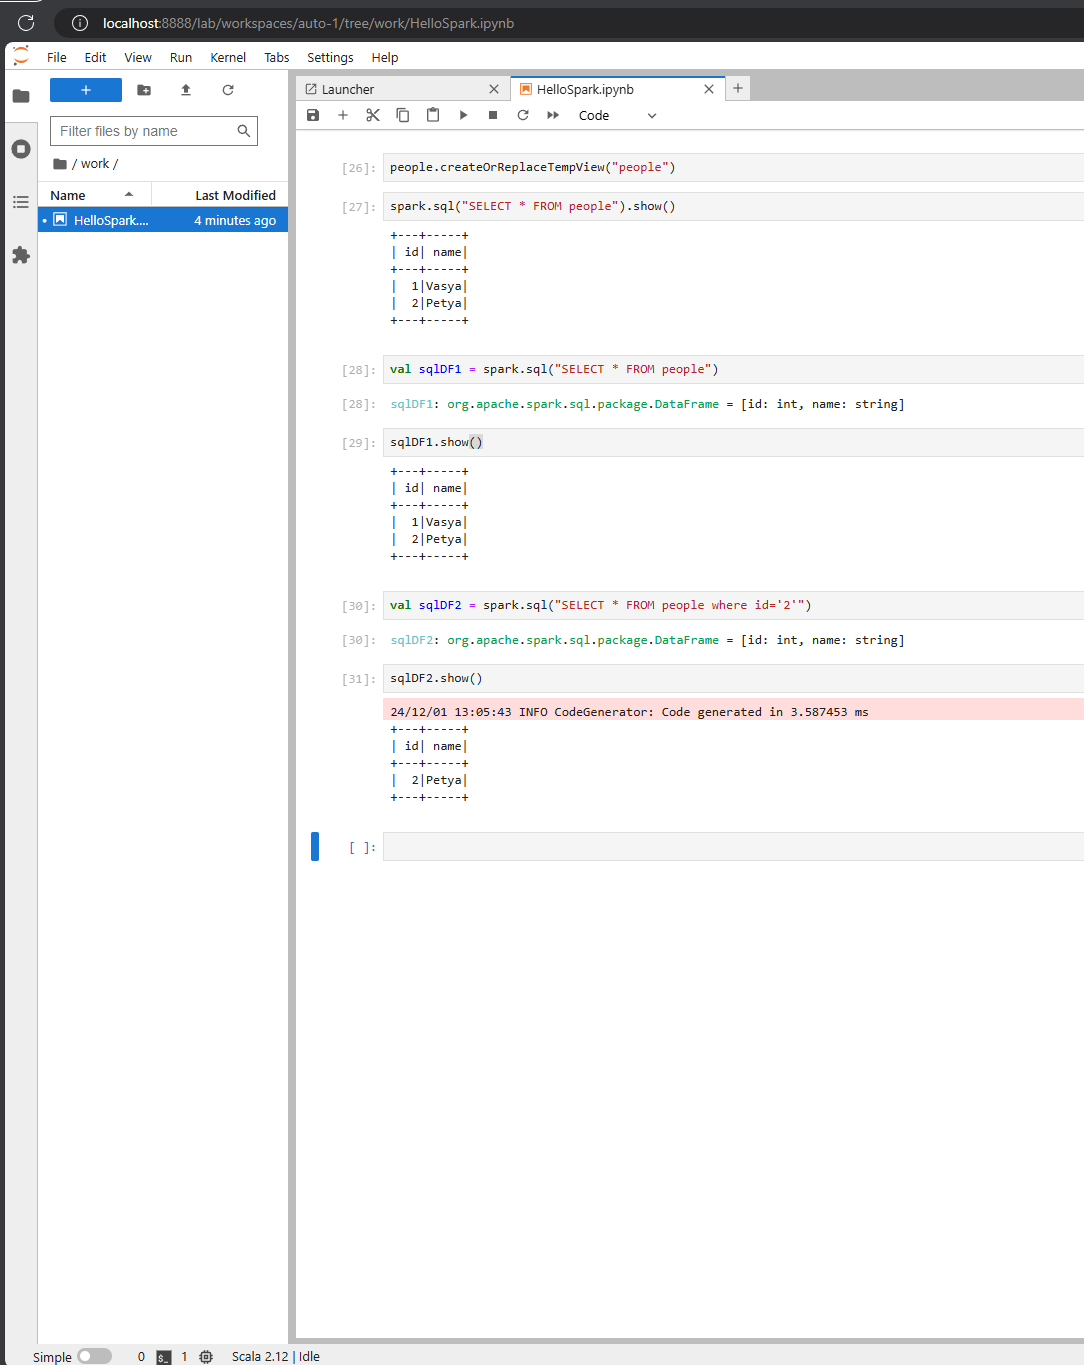 localhost:8888/lab/workspaces/auto-1/tree/work/HelloSpark.ipynb
File Edit View Run Kernel Tabs Settings Help
Launcher
HelloSpark.ipynb
Code
Filter files by name
/ work /
Name Last Modified
HelloSpark.... 4 minutes ago
[26]: people.createOrReplaceTempView("people")
[27]: spark.sql("SELECT * FROM people").show()
+---+-----+
| id| name|
+---+-----+
|  1|Vasya|
|  2|Petya|
+---+-----+
[28]: val sqlDF1 = spark.sql("SELECT * FROM people")
[28]: sqlDF1: org.apache.spark.sql.package.DataFrame = [id: int, name: string]
[29]: sqlDF1.show()
+---+-----+
| id| name|
+---+-----+
|  1|Vasya|
|  2|Petya|
+---+-----+
[30]: val sqlDF2 = spark.sql("SELECT * FROM people where id='2'")
[30]: sqlDF2: org.apache.spark.sql.package.DataFrame = [id: int, name: string]
[31]: sqlDF2.show()
24/12/01 13:05:43 INFO CodeGenerator: Code generated in 3.587453 ms
+---+-----+
| id| name|
+---+-----+
|  2|Petya|
+---+-----+
[ ]:
Simple 0 $_ 1 Scala 2.12 | Idle